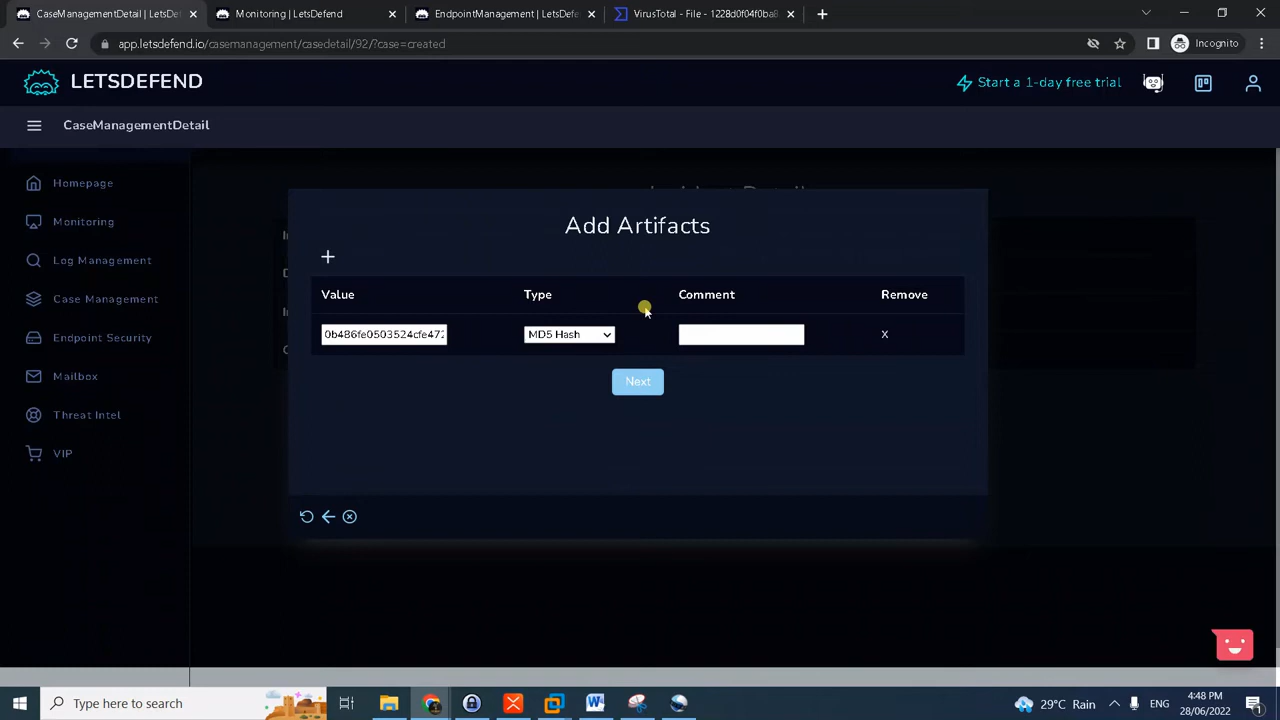 CaseManagementDetail | LetsDe
Monitoring | LetsDefend
EndpointManagement | LetsDefe
VirusTotal - File - 1228d0f04f0ba8
app.letsdefend.io/casemanagement/casedetail/92/?case=created
Incognito
LETSDEFEND
Start a 1-day free trial
CaseManagementDetail
Homepage
Monitoring
Log Management
Case Management
Endpoint Security
Mailbox
Threat Intel
VIP
Add Artifacts
Value Type Comment Remove
0b486fe0503524cfe472 MD5 Hash X
Next
Type here to search
29°C Rain
ENG
4:48 PM
28/06/2022